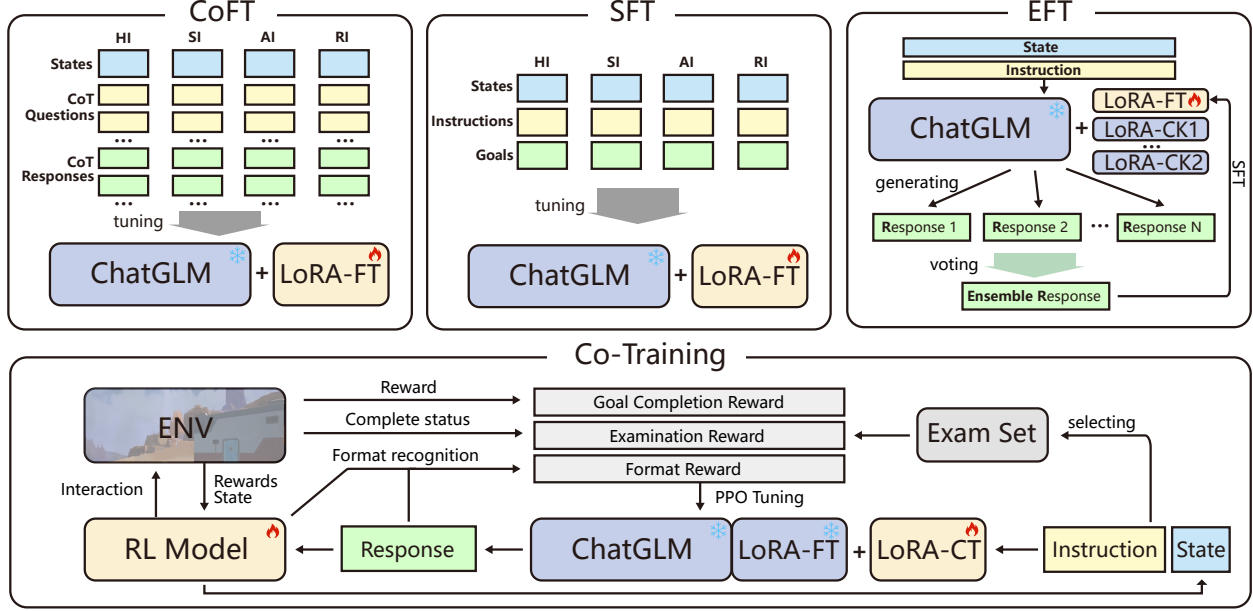 CoFT
HI SI AI RI
States
CoT
Questions
... ... ... ...
CoT
Responses
... ... ... ...
tuning
ChatGLM + LoRA-FT
SFT
HI SI AI RI
States
Instructions
Goals
tuning
ChatGLM + LoRA-FT
EFT
State
Instruction
ChatGLM + LoRA-FT
LoRA-CK1
...
LoRA-CK2
SFT
generating
Response 1 Response 2 ... Response N
voting
Ensemble Response
Co-Training
ENV
Reward
Complete status
Format recognition
Goal Completion Reward
Examination Reward
Format Reward
Exam Set
selecting
Interaction
Rewards
State
PPO Tuning
RL Model
Response
ChatGLM LoRA-FT + LoRA-CT
Instruction State